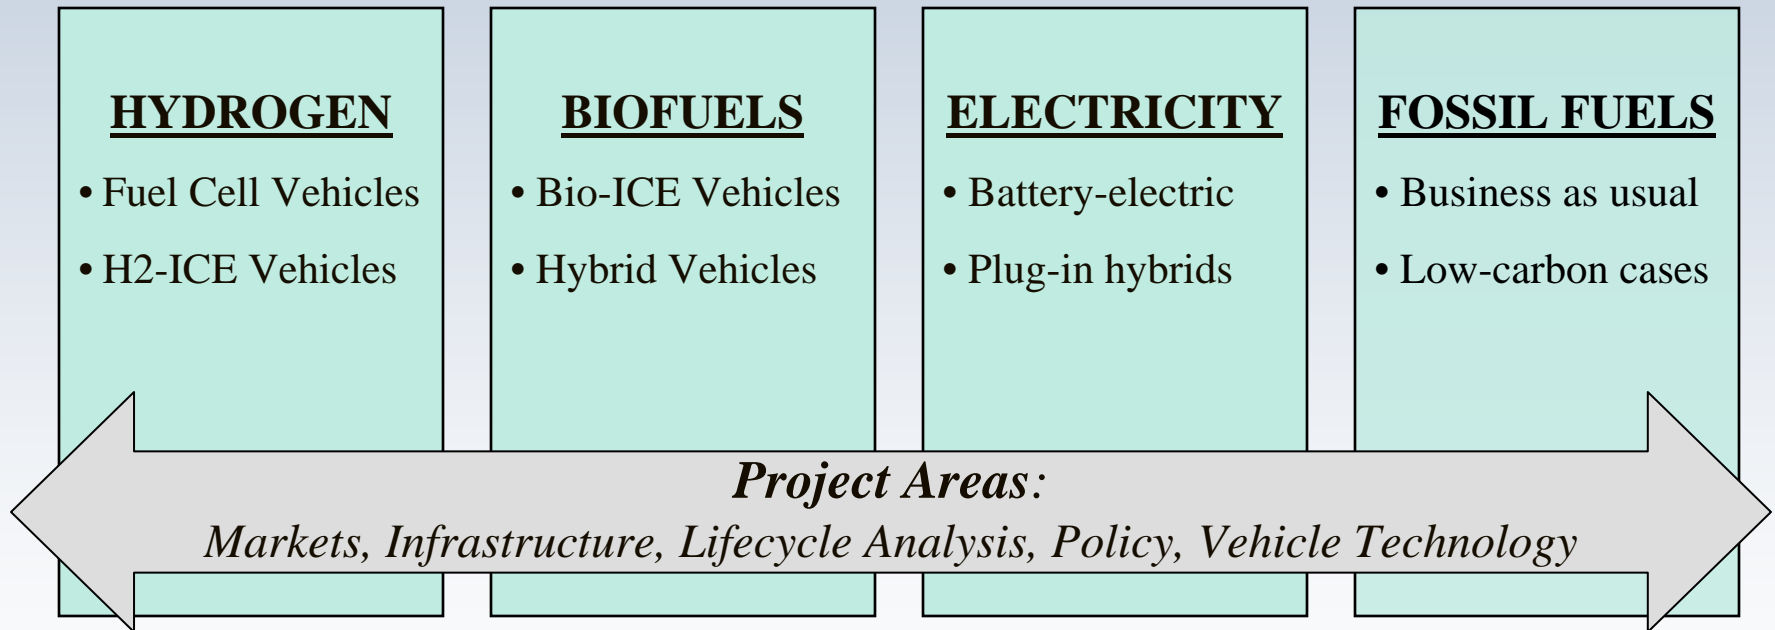 HYDROGEN
• Fuel Cell Vehicles
• H2-ICE Vehicles
BIOFUELS
• Bio-ICE Vehicles
• Hybrid Vehicles
ELECTRICITY
• Battery-electric
• Plug-in hybrids
FOSSIL FUELS
• Business as usual
• Low-carbon cases
Project Areas:
Markets, Infrastructure, Lifecycle Analysis, Policy, Vehicle Technology